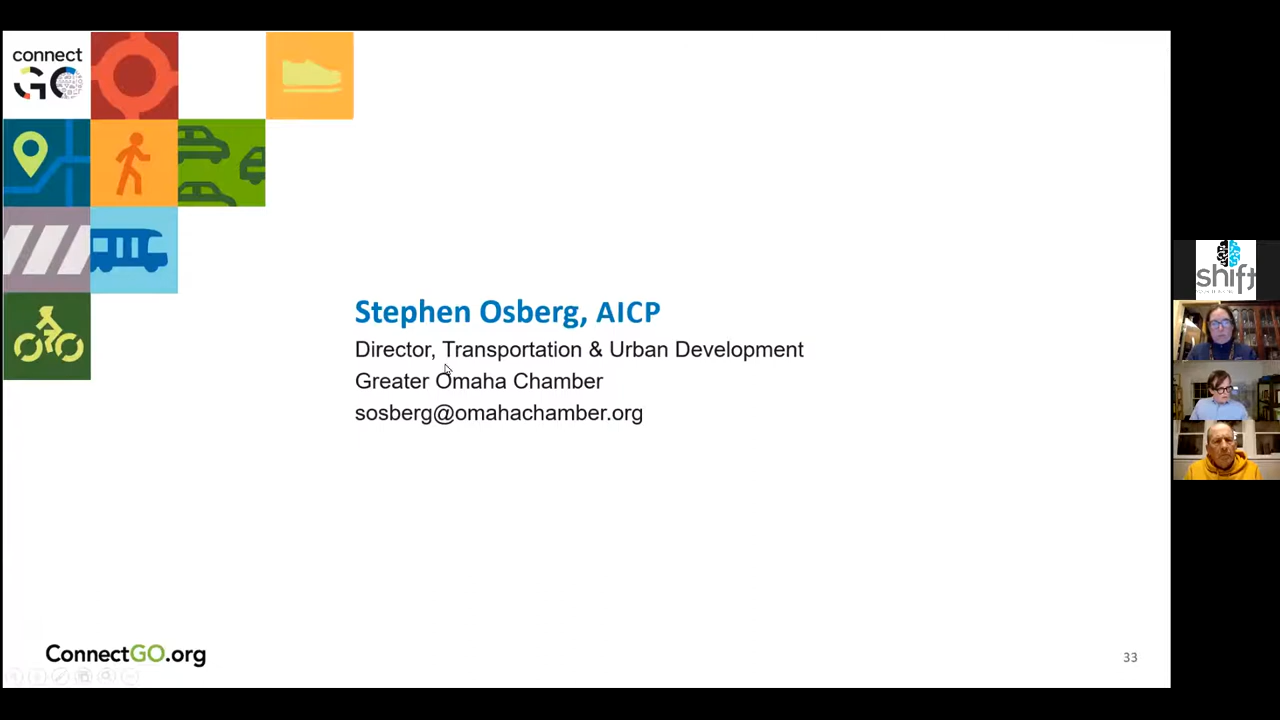 connect
GO
Stephen Osberg, AICP
Director, Transportation & Urban Development
Greater Omaha Chamber
sosberg@omahachamber.org
ConnectGO.org
33
shift